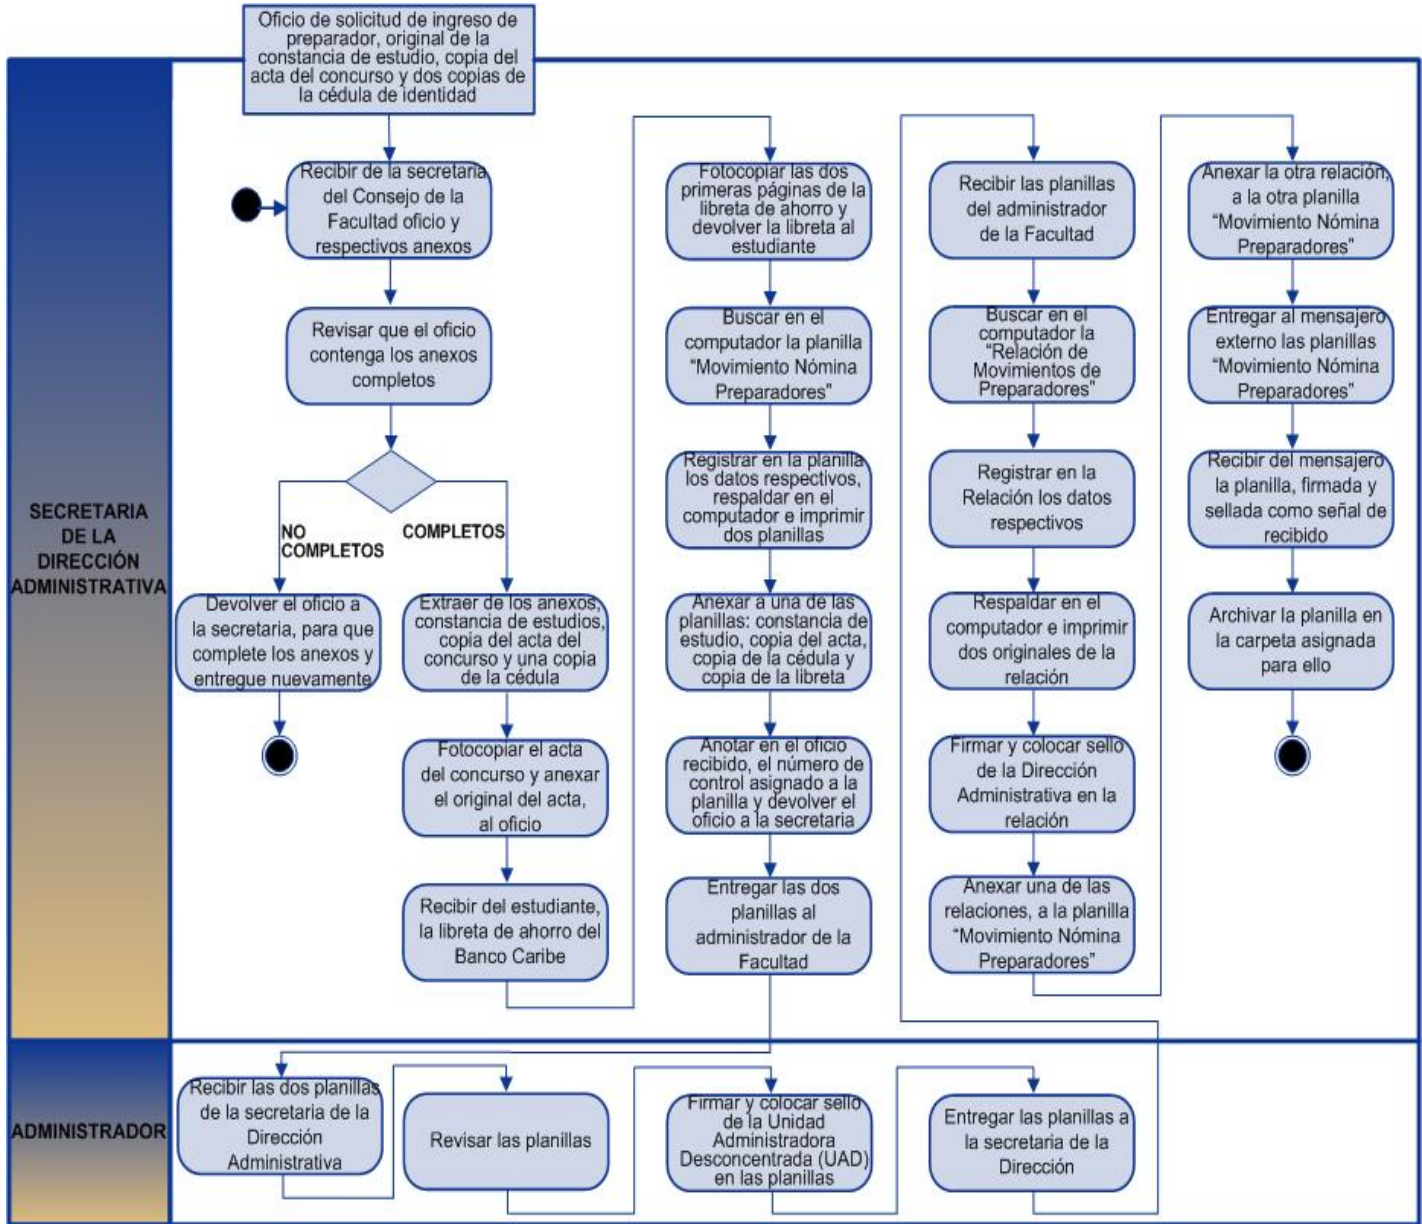 Oficio de solicitud de ingreso de
preparador, original de la
constancia de estudio, copia del
acta del concurso y dos copias de
la cédula de identidad
SECRETARIA
DE LA
DIRECCIÓN
ADMINISTRATIVA
Recibir de la secretaria
del Consejo de la
Facultad oficio y
respectivos anexos
Revisar que el oficio
contenga los anexos
completos
NO
COMPLETOS
COMPLETOS
Devolver el oficio a
la secretaria, para que
complete los anexos y
entregue nuevamente
Extraer de los anexos,
constancia de estudios,
copia del acta del
concurso y una copia
de la cédula
Fotocopiar el acta
del concurso y anexar
el original del acta,
al oficio
Recibir del estudiante,
la libreta de ahorro del
Banco Caribe
Fotocopiar las dos
primeras páginas de la
libreta de ahorro y
devolver la libreta al
estudiante
Buscar en el
computador la planilla
“Movimiento Nómina
Preparadores”
Registrar en la planilla
los datos respectivos,
respaldar en el
computador e imprimir
dos planillas
Anexar a una de las
planillas: constancia de
estudio, copia del acta,
copia de la cédula y
copia de la libreta
Anotar en el oficio
recibido, el número de
control asignado a la
planilla y devolver el
oficio a la secretaria
Entregar las dos
planillas al
administrador de la
Facultad
Recibir las planillas
del administrador
de la Facultad
Buscar en el
computador la
“Relación de
Movimientos de
Preparadores”
Registrar en la
Relación los datos
respectivos
Respaldar en el
computador e imprimir
dos originales de la
relación
Firmar y colocar sello
de la Dirección
Administrativa en la
relación
Anexar una de las
relaciones, a la planilla
“Movimiento Nómina
Preparadores”
Anexar la otra relación,
a la otra planilla
“Movimiento Nómina
Preparadores”
Entregar al mensajero
externo las planillas
“Movimiento Nómina
Preparadores”
Recibir del mensajero
la planilla, firmada y
sellada como señal de
recibido
Archivar la planilla en
la carpeta asignada
para ello
ADMINISTRADOR
Recibir las dos planillas
de la secretaria de la
Dirección
Administrativa
Revisar las planillas
Firmar y colocar sello
de la Unidad
Administradora
Desconcentrada (UAD)
en las planillas
Entregar las planillas a
la secretaria de la
Dirección